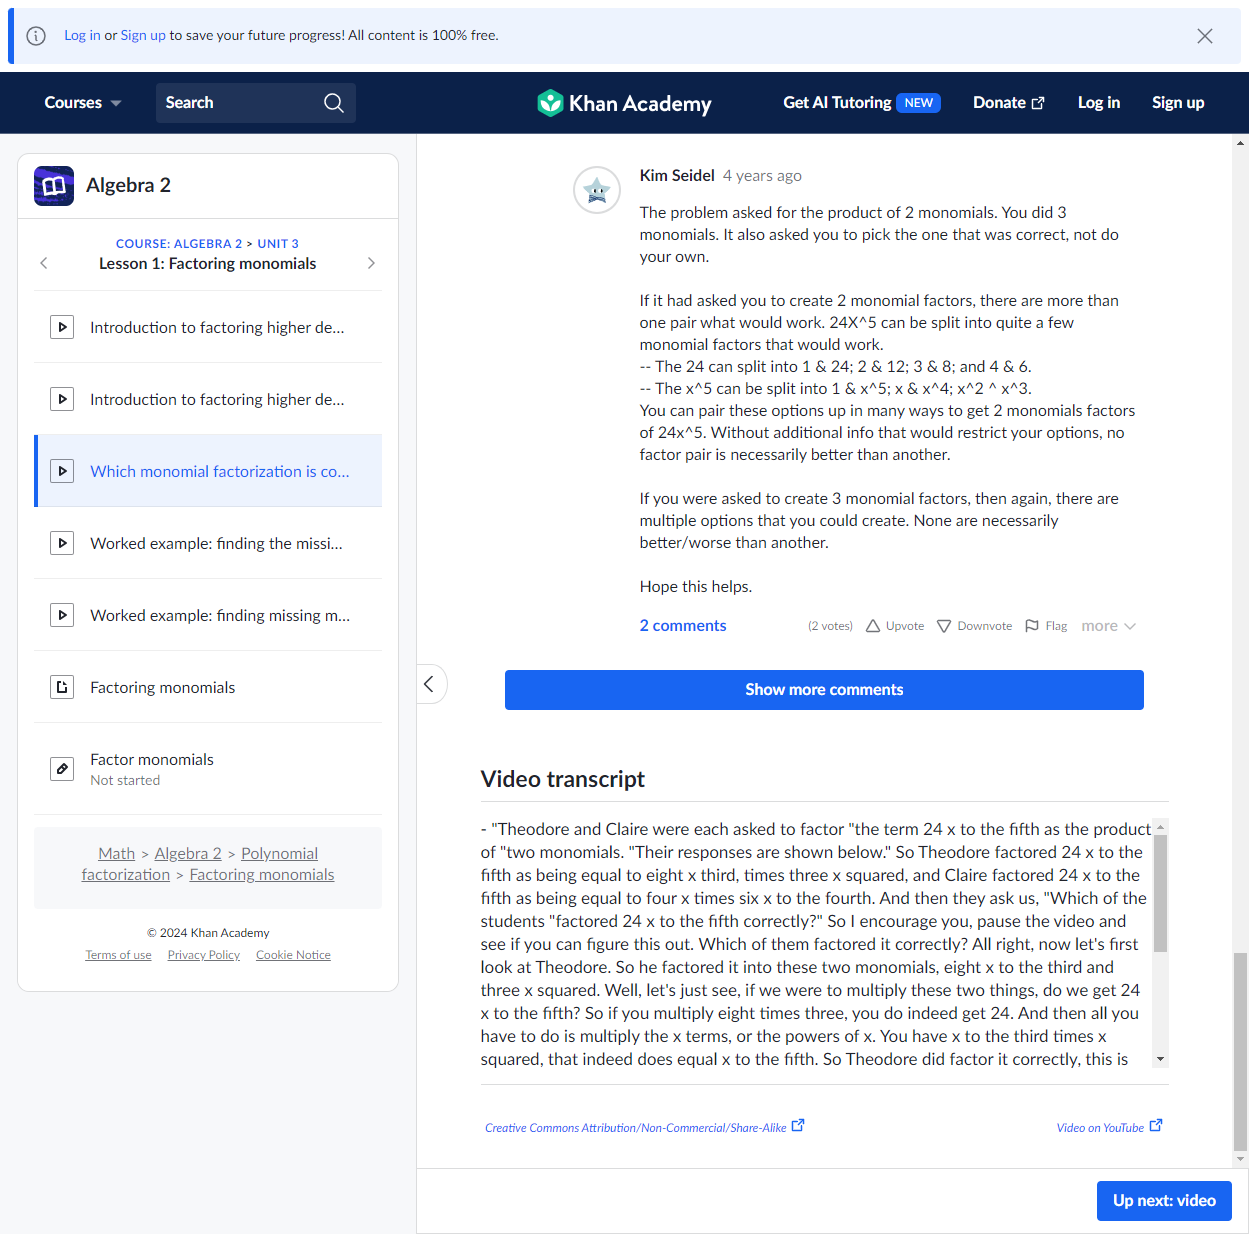 Log in or Sign up to save your future progress! All content is 100% free.
Courses
Search
Khan Academy
Get AI Tutoring NEW
Donate
Log in
Sign up
Algebra 2
COURSE: ALGEBRA 2 > UNIT 3
Lesson 1: Factoring monomials
Introduction to factoring higher de...
Introduction to factoring higher de...
Which monomial factorization is co...
Worked example: finding the missi...
Worked example: finding missing m...
Factoring monomials
Factor monomials
Not started
Math > Algebra 2 > Polynomial
factorization > Factoring monomials
© 2024 Khan Academy
Terms of use Privacy Policy Cookie Notice
Kim Seidel 4 years ago
The problem asked for the product of 2 monomials. You did 3
monomials. It also asked you to pick the one that was correct, not do
your own.
If it had asked you to create 2 monomial factors, there are more than
one pair what would work. 24X^5 can be split into quite a few
monomial factors that would work.
-- The 24 can split into 1 & 24; 2 & 12; 3 & 8; and 4 & 6.
-- The x^5 can be split into 1 & x^5; x & x^4; x^2 ^ x^3.
You can pair these options up in many ways to get 2 monomials factors
of 24x^5. Without additional info that would restrict your options, no
factor pair is necessarily better than another.
If you were asked to create 3 monomial factors, then again, there are
multiple options that you could create. None are necessarily
better/worse than another.
Hope this helps.
2 comments
(2 votes) Upvote Downvote Flag more
Show more comments
Video transcript
- "Theodore and Claire were each asked to factor "the term 24 x to the fifth as the product
of "two monomials. "Their responses are shown below." So Theodore factored 24 x to the
fifth as being equal to eight x third, times three x squared, and Claire factored 24 x to the
fifth as being equal to four x times six x to the fourth. And then they ask us, "Which of the
students "factored 24 x to the fifth correctly?" So I encourage you, pause the video and
see if you can figure this out. Which of them factored it correctly? All right, now let's first
look at Theodore. So he factored it into these two monomials, eight x to the third and
three x squared. Well, let's just see, if we were to multiply these two things, do we get 24
x to the fifth? So if you multiply eight times three, you do indeed get 24. And then all you
have to do is multiply the x terms, or the powers of x. You have x to the third times x
squared, that indeed does equal x to the fifth. So Theodore did factor it correctly, this is
Creative Commons Attribution/Non-Commercial/Share-Alike
Video on YouTube
Up next: video